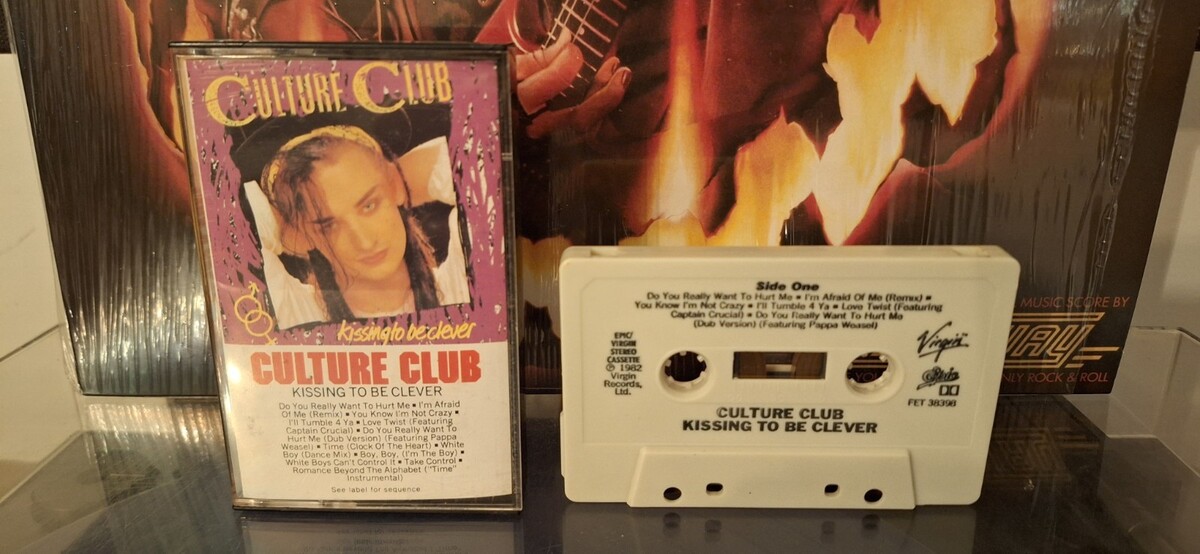 CULTURE CLUB
kissing to be clever
CULTURE CLUB
KISSING TO BE CLEVER
Do You Really Want To Hurt Me ▪ I'm Afraid
Of Me (Remix) ▪ You Know I'm Not Crazy ▪
I'll Tumble 4 Ya ▪ Love Twist (Featuring
Captain Crucial) ▪ Do You Really Want To
Hurt Me (Dub Version) (Featuring Pappa
Weasel) ▪ Time (Clock Of The Heart) ▪ White
Boy (Dance Mix) ▪ Boy, Boy, (I'm The Boy) ▪
White Boys Can't Control It ▪ Take Control ▪
Romance Beyond The Alphabet ("Time"
Instrumental)
See label for sequence
Side One
Do You Really Want To Hurt Me ▪ I'm Afraid Of Me (Remix) ▪
You Know I'm Not Crazy ▪ I'll Tumble 4 Ya ▪ Love Twist (Featuring
Captain Crucial) ▪ Do You Really Want To Hurt Me
(Dub Version) (Featuring Pappa Weasel)
EPIC/
VIRGIN
STEREO
CASSETTE
℗ 1982
Virgin
Records,
Ltd.
Virgin
Epic
FET 38398
CULTURE CLUB
KISSING TO BE CLEVER
MUSIC SCORE BY
WAY
NLY ROCK & ROLL
YOU